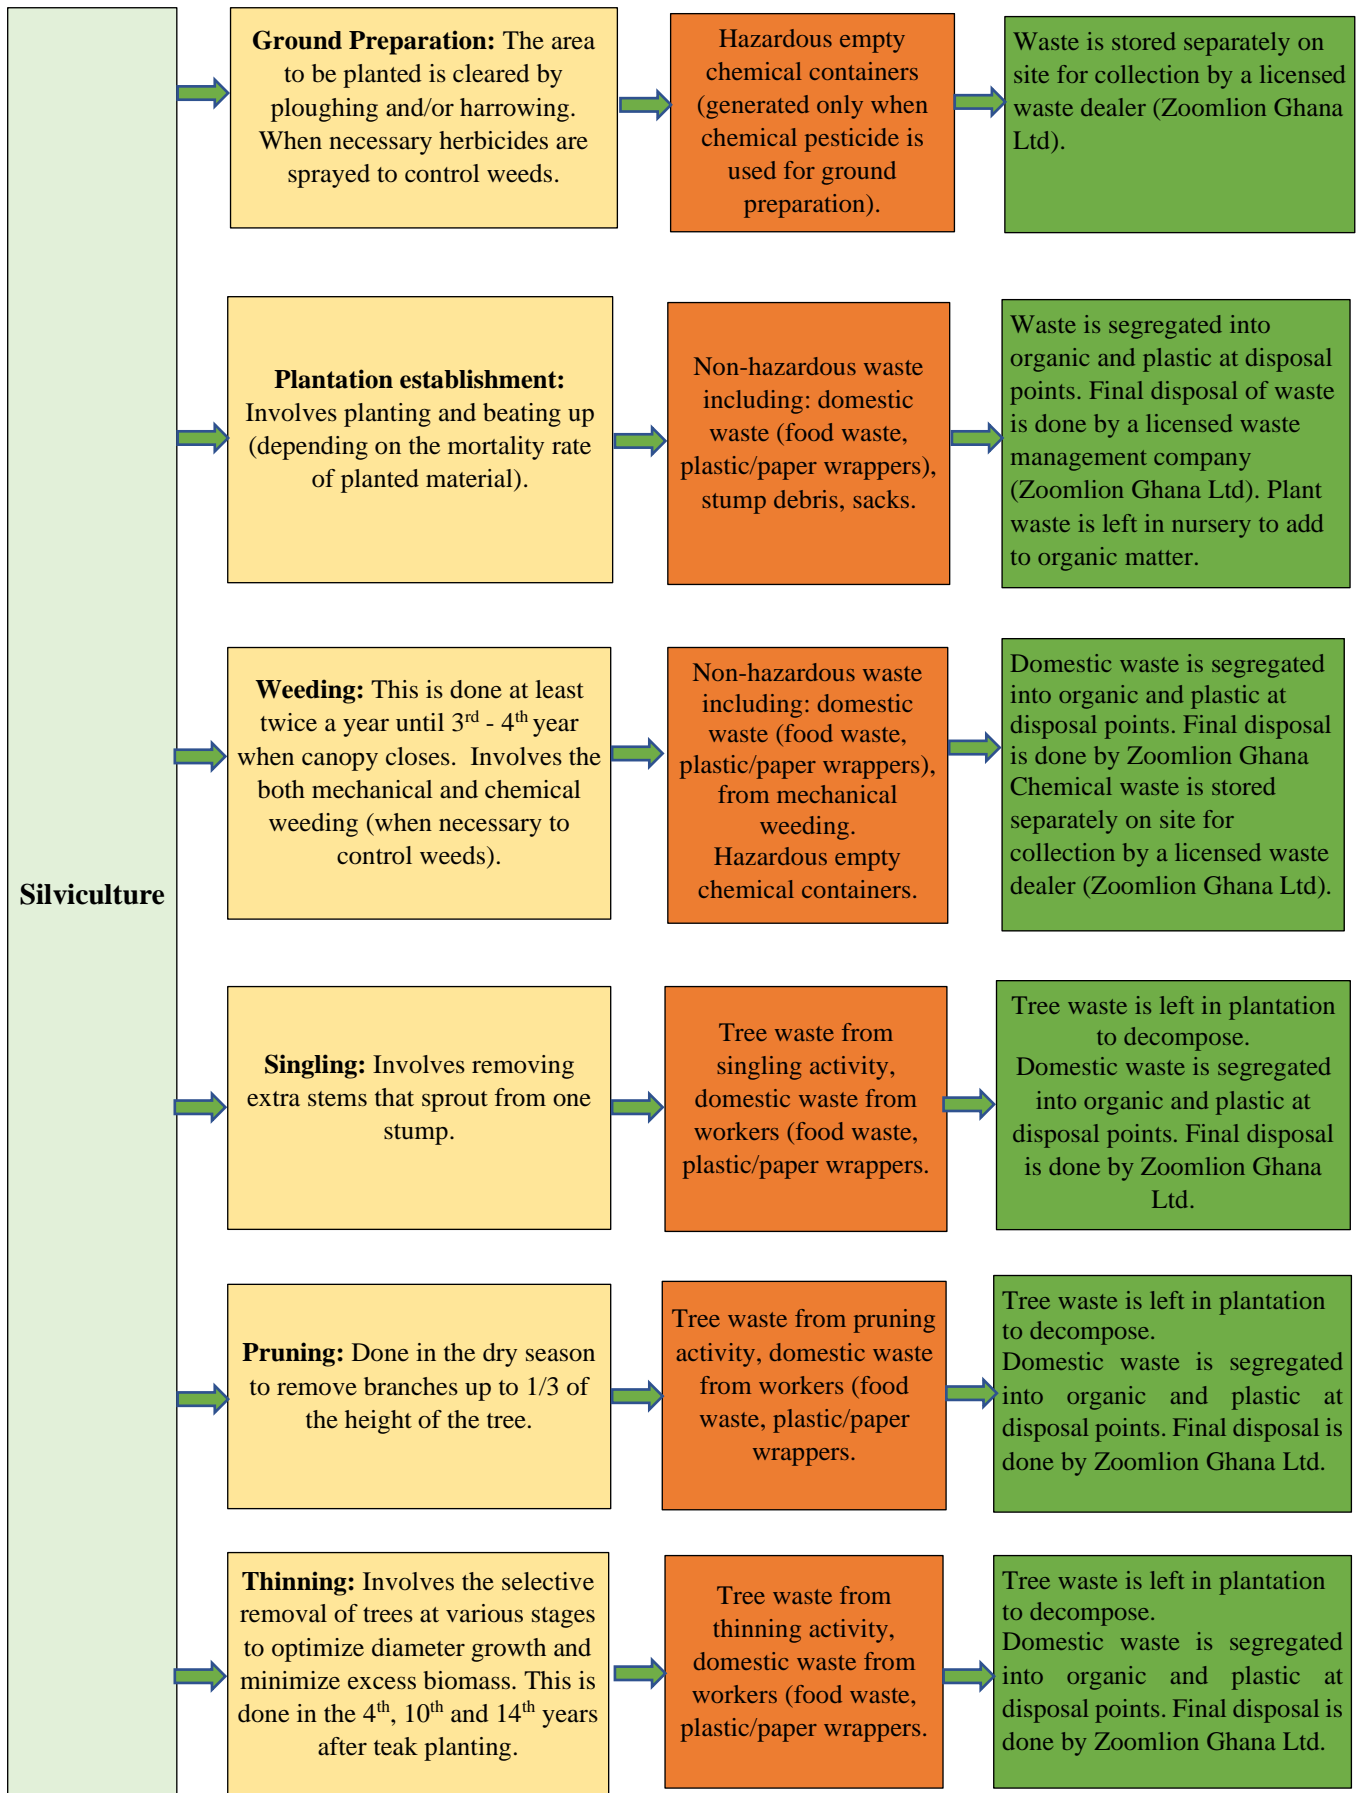 Silviculture
Ground Preparation: The area
to be planted is cleared by
ploughing and/or harrowing.
When necessary herbicides are
sprayed to control weeds.
Hazardous empty
chemical containers
(generated only when
chemical pesticide is
used for ground
preparation).
Waste is stored separately on
site for collection by a licensed
waste dealer (Zoomlion Ghana
Ltd).
Plantation establishment:
Involves planting and beating up
(depending on the mortality rate
of planted material).
Non-hazardous waste
including: domestic
waste (food waste,
plastic/paper wrappers),
stump debris, sacks.
Waste is segregated into
organic and plastic at disposal
points. Final disposal of waste
is done by a licensed waste
management company
(Zoomlion Ghana Ltd). Plant
waste is left in nursery to add
to organic matter.
Weeding: This is done at least
twice a year until 3rd - 4th year
when canopy closes. Involves the
both mechanical and chemical
weeding (when necessary to
control weeds).
Non-hazardous waste
including: domestic
waste (food waste,
plastic/paper wrappers),
from mechanical
weeding.
Hazardous empty
chemical containers.
Domestic waste is segregated
into organic and plastic at
disposal points. Final disposal
is done by Zoomlion Ghana
Chemical waste is stored
separately on site for
collection by a licensed waste
dealer (Zoomlion Ghana Ltd).
Singling: Involves removing
extra stems that sprout from one
stump.
Tree waste from
singling activity,
domestic waste from
workers (food waste,
plastic/paper wrappers.
Tree waste is left in plantation
to decompose.
Domestic waste is segregated
into organic and plastic at
disposal points. Final disposal
is done by Zoomlion Ghana
Ltd.
Pruning: Done in the dry season
to remove branches up to 1/3 of
the height of the tree.
Tree waste from pruning
activity, domestic waste
from workers (food
waste, plastic/paper
wrappers.
Tree waste is left in plantation
to decompose.
Domestic waste is segregated
into organic and plastic at
disposal points. Final disposal is
done by Zoomlion Ghana Ltd.
Thinning: Involves the selective
removal of trees at various stages
to optimize diameter growth and
minimize excess biomass. This is
done in the 4th, 10th and 14th years
after teak planting.
Tree waste from
thinning activity,
domestic waste from
workers (food waste,
plastic/paper wrappers.
Tree waste is left in plantation
to decompose.
Domestic waste is segregated
into organic and plastic at
disposal points. Final disposal is
done by Zoomlion Ghana Ltd.